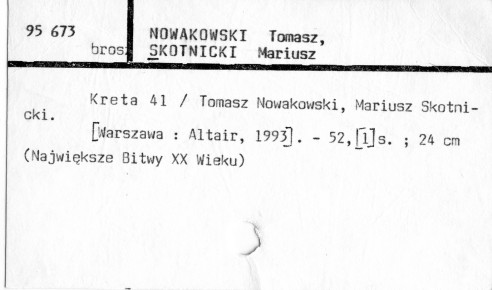 95 673
brosz
NOWAKOWSKI Tomasz,
SKOTNICKI Mariusz
Kreta 41 / Tomasz Nowakowski, Mariusz Skotni-
cki.
[Warszawa : Altair, 1993]. - 52,[1]s. ; 24 cm
(Największe Bitwy XX Wieku)